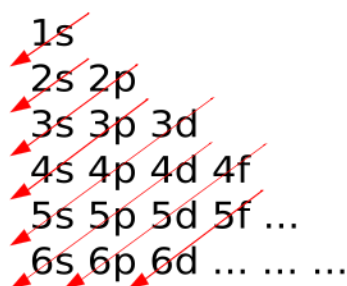 1s
2s 2p
3s 3p 3d
4s 4p 4d 4f
5s 5p 5d 5f ...
6s 6p 6d ... ... ...